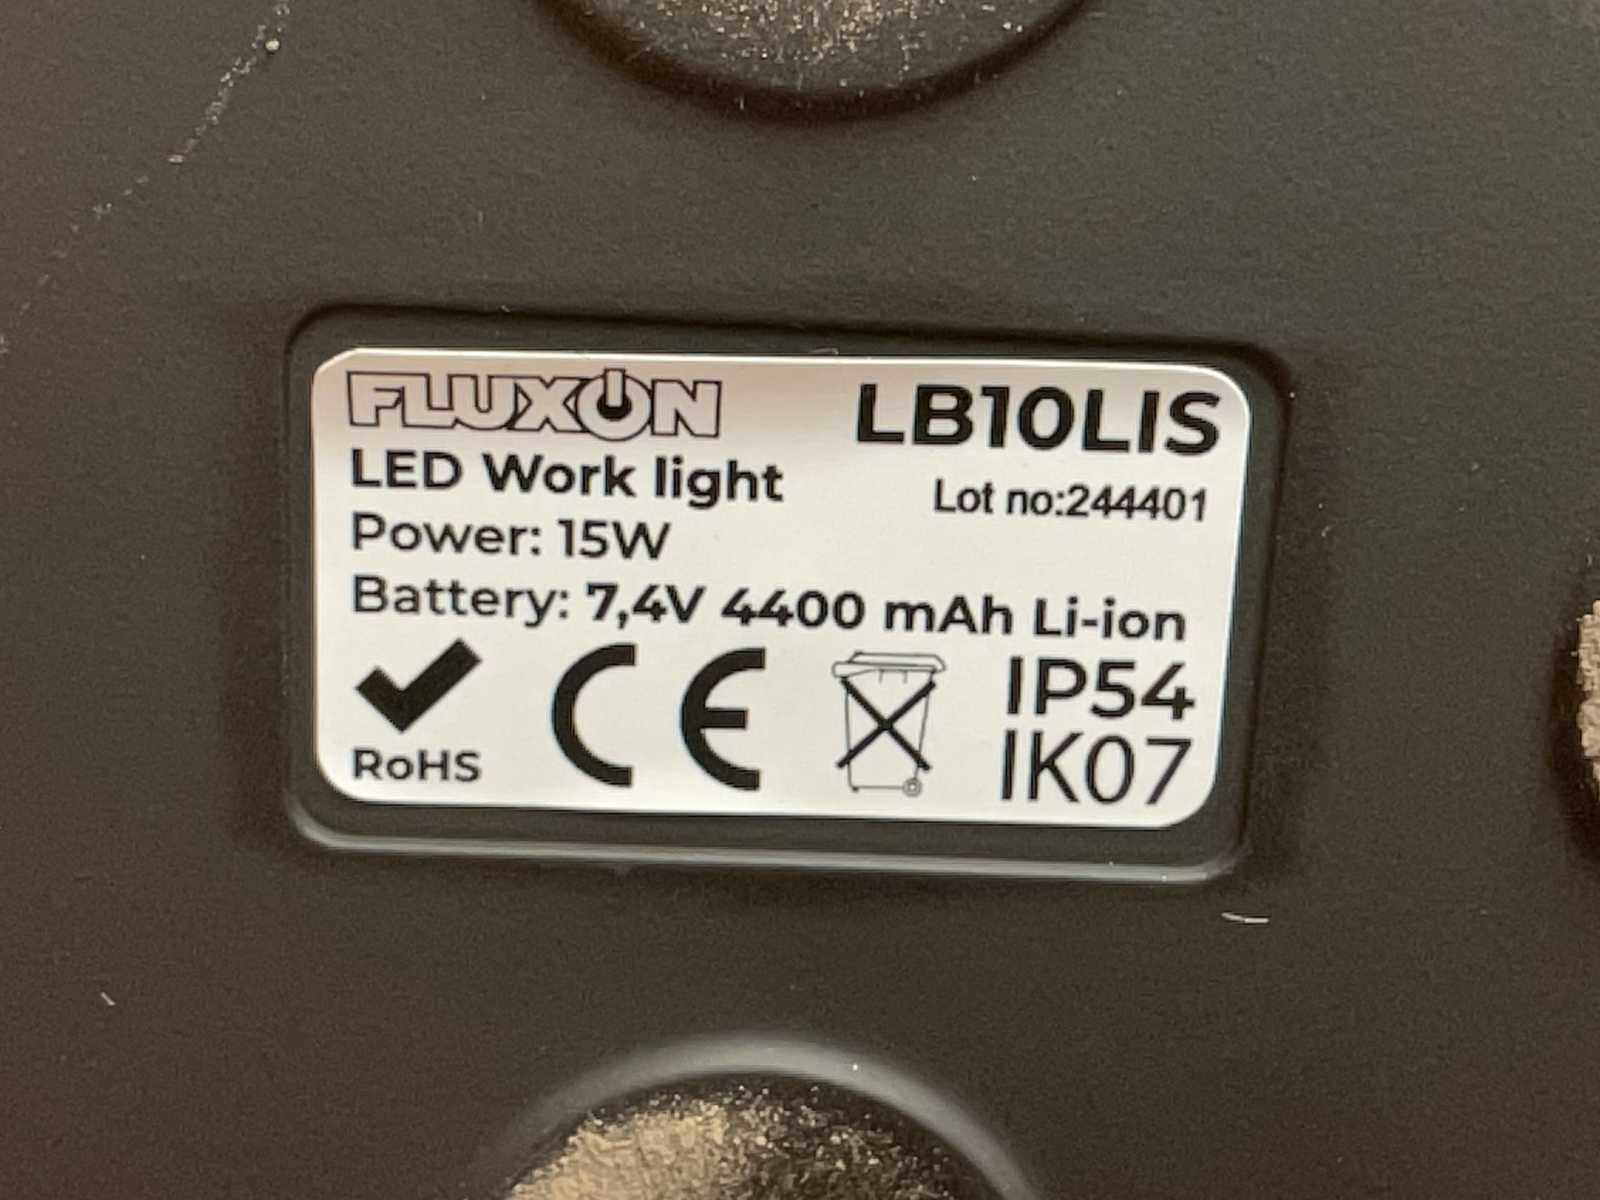 FLUXON
LB10LIS
LED Work light
Lot no:244401
Power: 15W
Battery: 7,4V 4400 mAh Li-ion
RoHS
CE
IP54
IK07